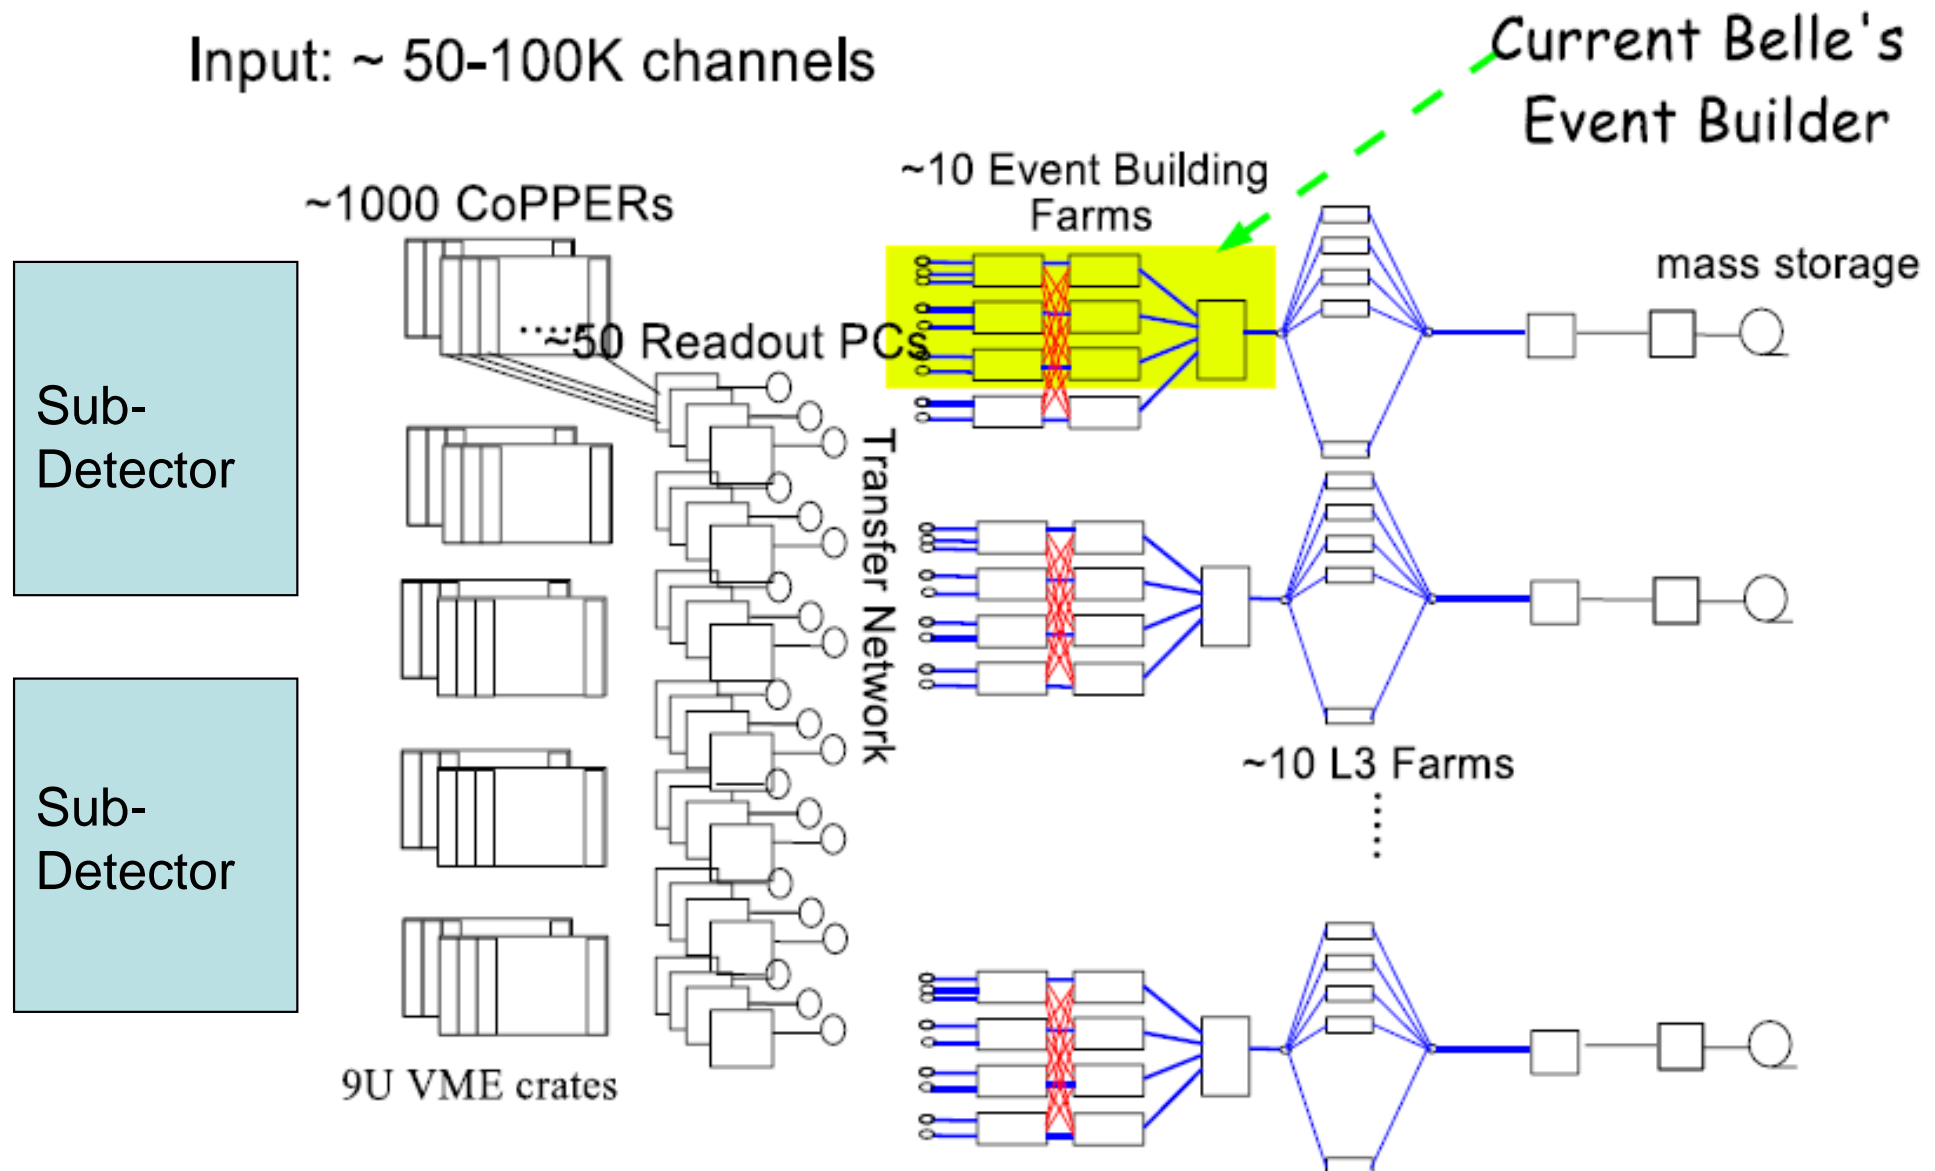 Input: ~ 50-100K channels
Current Belle's
Event Builder
~10 Event Building
Farms
~1000 CoPPERs
mass storage
~50 Readout PCs
Sub-
Detector
Transfer Network
Sub-
Detector
~10 L3 Farms
9U VME crates